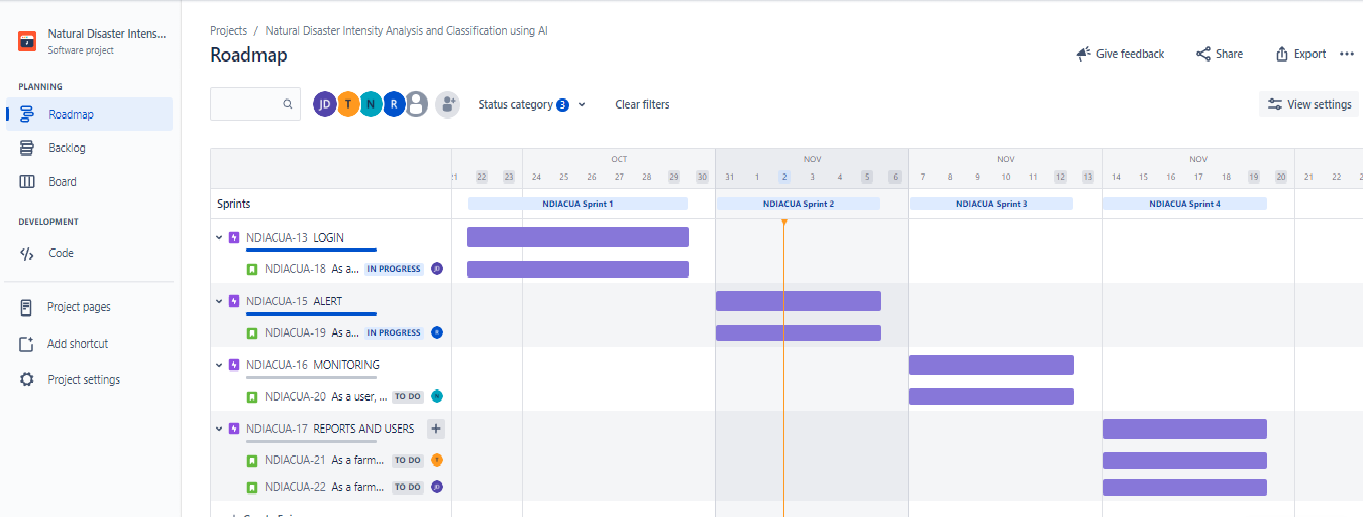 Natural Disaster Intens...
Software project
PLANNING
Roadmap
Backlog
Board
DEVELOPMENT
Code
Project pages
Add shortcut
Project settings
Projects / Natural Disaster Intensity Analysis and Classification using AI
Roadmap
Give feedback
Share
Export
JD T N R
Status category 3
Clear filters
View settings
OCT NOV NOV NOV
21 22 23 24 25 26 27 28 29 30 31 1 2 3 4 5 6 7 8 9 10 11 12 13 14 15 16 17 18 19 20 21 22
Sprints
NDIACUA Sprint 1 NDIACUA Sprint 2 NDIACUA Sprint 3 NDIACUA Sprint 4
NDIACUA-13 LOGIN
NDIACUA-18 As a... IN PROGRESS JD
NDIACUA-15 ALERT
NDIACUA-19 As a... IN PROGRESS R
NDIACUA-16 MONITORING
NDIACUA-20 As a user, ... TO DO N
NDIACUA-17 REPORTS AND USERS
NDIACUA-21 As a farm... TO DO T
NDIACUA-22 As a farm... TO DO JD